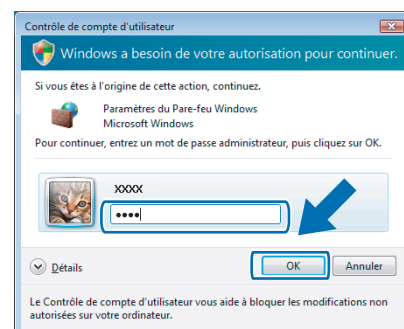 Contrôle de compte d'utilisateur
Windows a besoin de votre autorisation pour continuer.
Si vous êtes à l'origine de cette action, continuez.
Paramètres du Pare-feu Windows
Microsoft Windows
Pour continuer, entrez un mot de passe administrateur, puis cliquez sur OK.
XXXX
••••
Détails
OK
Annuler
Le Contrôle de compte d'utilisateur vous aide à bloquer les modifications non
autorisées sur votre ordinateur.